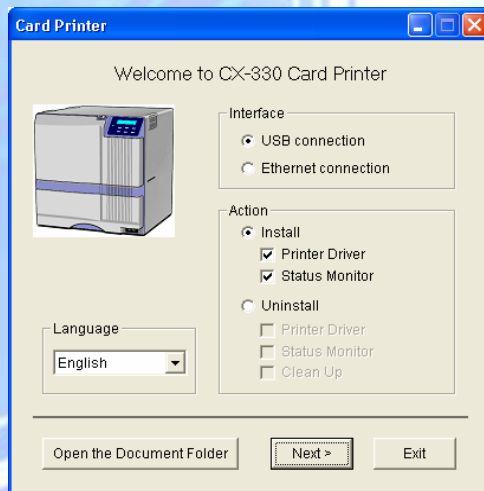 Card Printer
Welcome to CX-330 Card Printer
Interface
USB connection
Ethernet connection
Action
Install
Printer Driver
Status Monitor
Uninstall
Printer Driver
Status Monitor
Clean Up
Language
English
Open the Document Folder
Next >
Exit